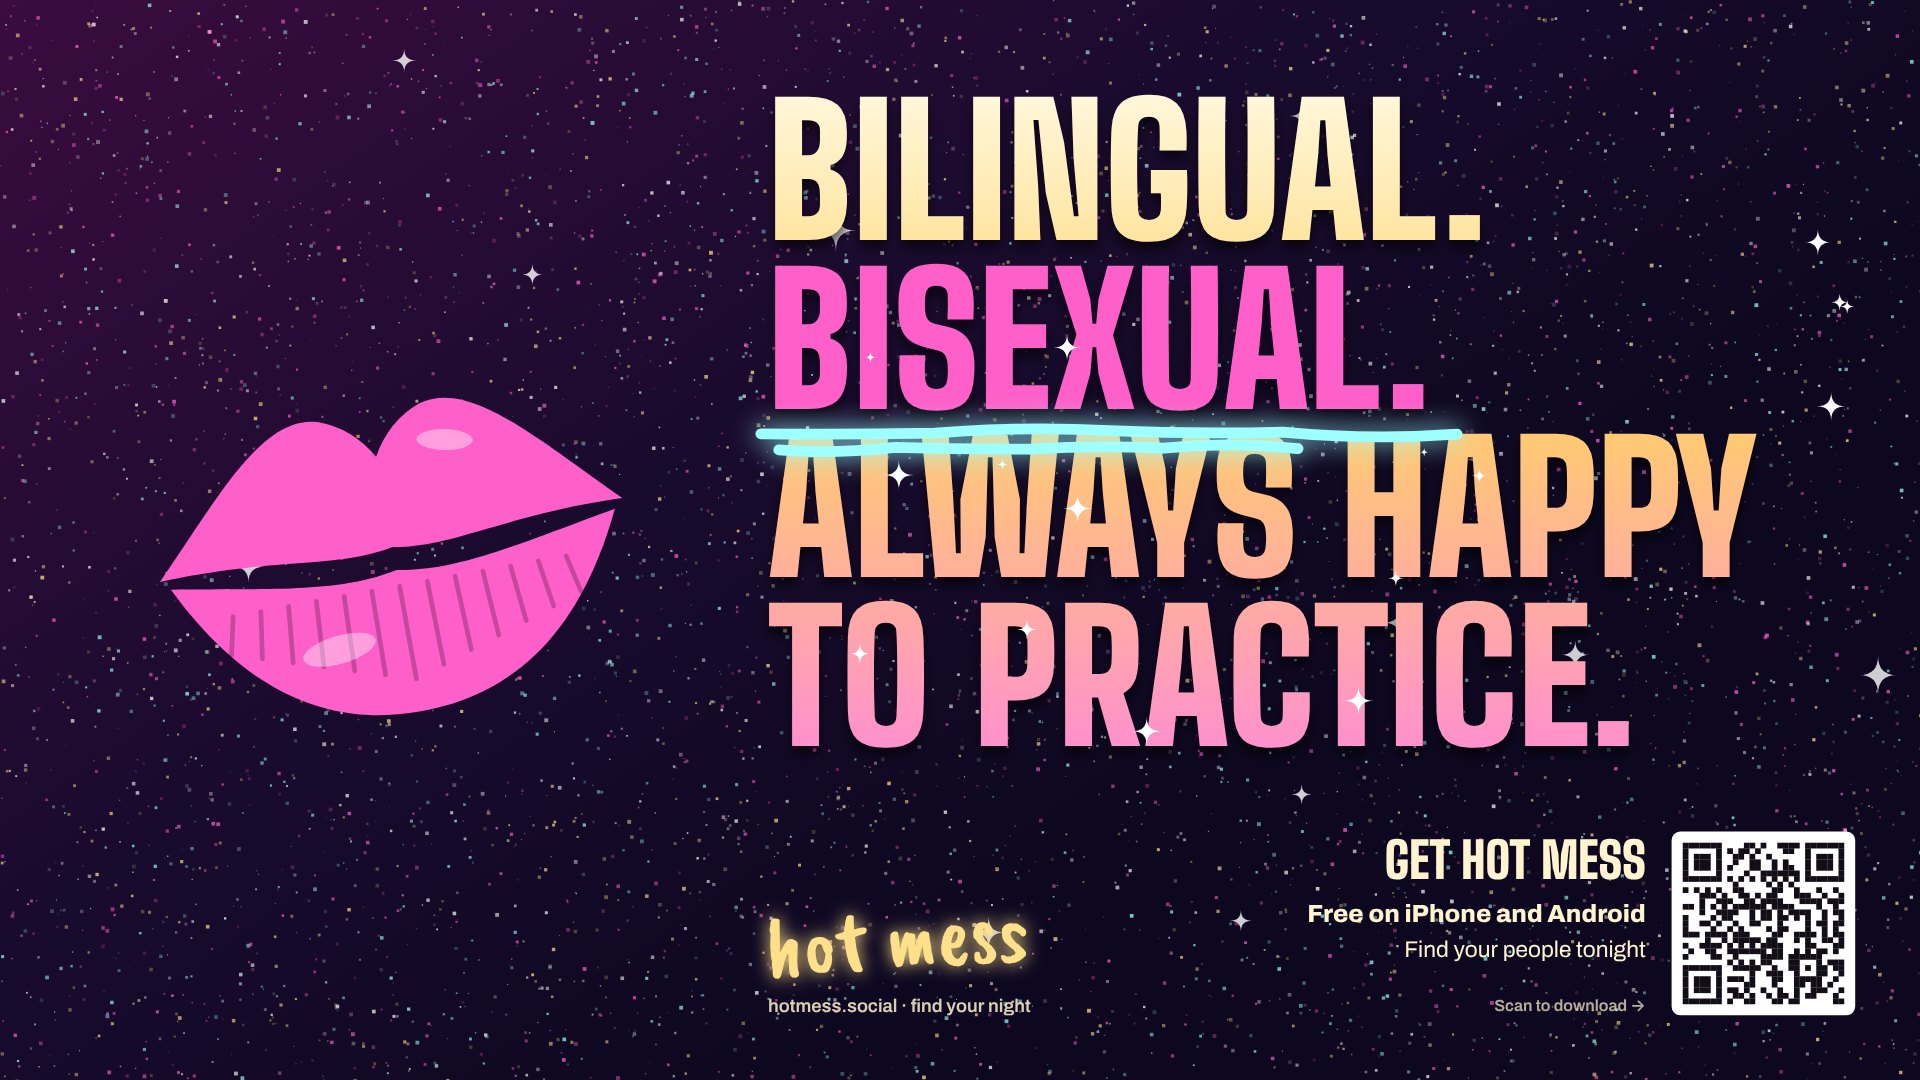 BILINGUAL.
BISEXUAL.
ALWAYS HAPPY
TO PRACTICE.
GET HOT MESS
Free on iPhone and Android
Find your people tonight
Scan to download →
hot mess
hotmess.social · find your night